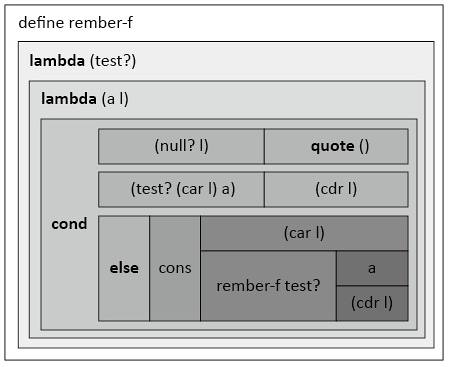 define rember-f
lambda (test?)
lambda (a l)
cond
(null? l) quote ()
(test? (car l) a) (cdr l)
else cons (car l)
rember-f test? a
(cdr l)